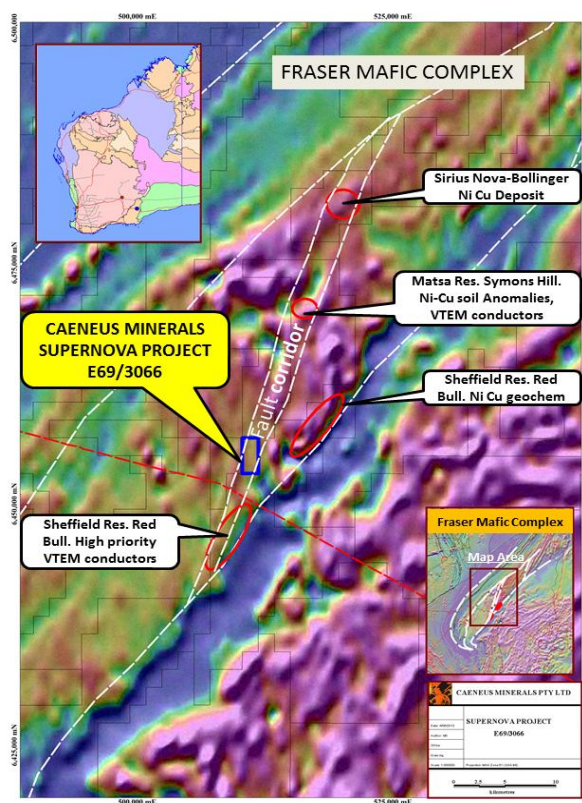 500,000 mE
525,000 mE
6,500,000 mN
FRASER MAFIC COMPLEX
Sirius Nova-Bollinger
Ni Cu Deposit
6,475,000 mN
Matsa Res. Symons Hill.
Ni-Cu soil Anomalies,
VTEM conductors
CAENEUS MINERALS
SUPERNOVA PROJECT
E69/3066
Fault corridor
Sheffield Res. Red
Bull. Ni Cu geochem
6,450,000 mN
Sheffield Res. Red
Bull. High priority
VTEM conductors
Fraser Mafic Complex
Map Area
CAENEUS MINERALS PTY LTD
SUPERNOVA PROJECT
E69/3066
6,425,000 mN
0 2.5 5 10
Kilometres
500,000 mE
525,000 mE